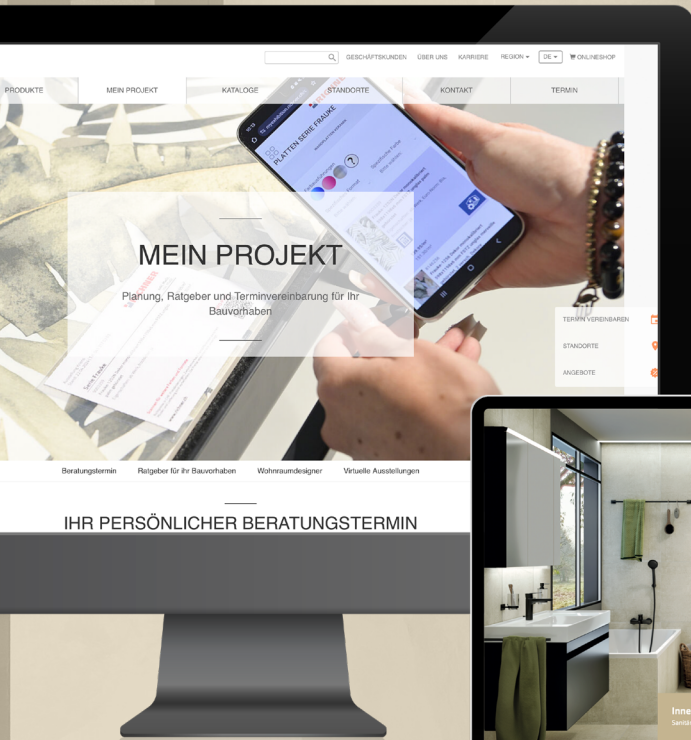 GESCHÄFTSKUNDEN ÜBER UNS KARRIERE REGION DE ONLINESHOP
PRODUKTE MEIN PROJEKT KATALOGE STANDORTE KONTAKT TERMIN
PLATTEN SERIE FRAUKE
MEIN PROJEKT
Planung, Ratgeber und Terminvereinbarung für Ihr
Bauvorhaben
TERMIN VEREINBAREN
STANDORTE
ANGEBOTE
Beratungstermin Ratgeber für ihr Bauvorhaben Wohnraumdesigner Virtuelle Ausstellungen
IHR PERSÖNLICHER BERATUNGSTERMIN
Inne
Sanitä